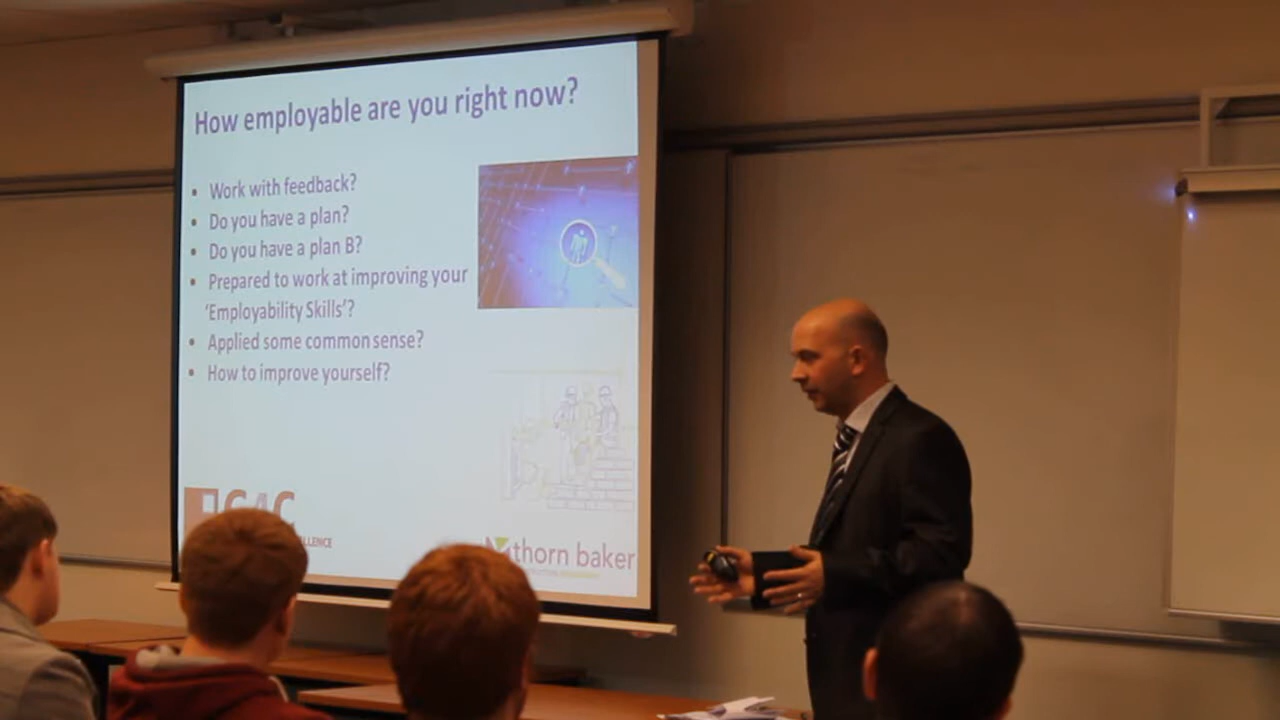 How employable are you right now?
• Work with feedback?
• Do you have a plan?
• Do you have a plan B?
• Prepared to work at improving your
'Employability Skills'?
• Applied some common sense?
• How to improve yourself?
C4C
thorn baker